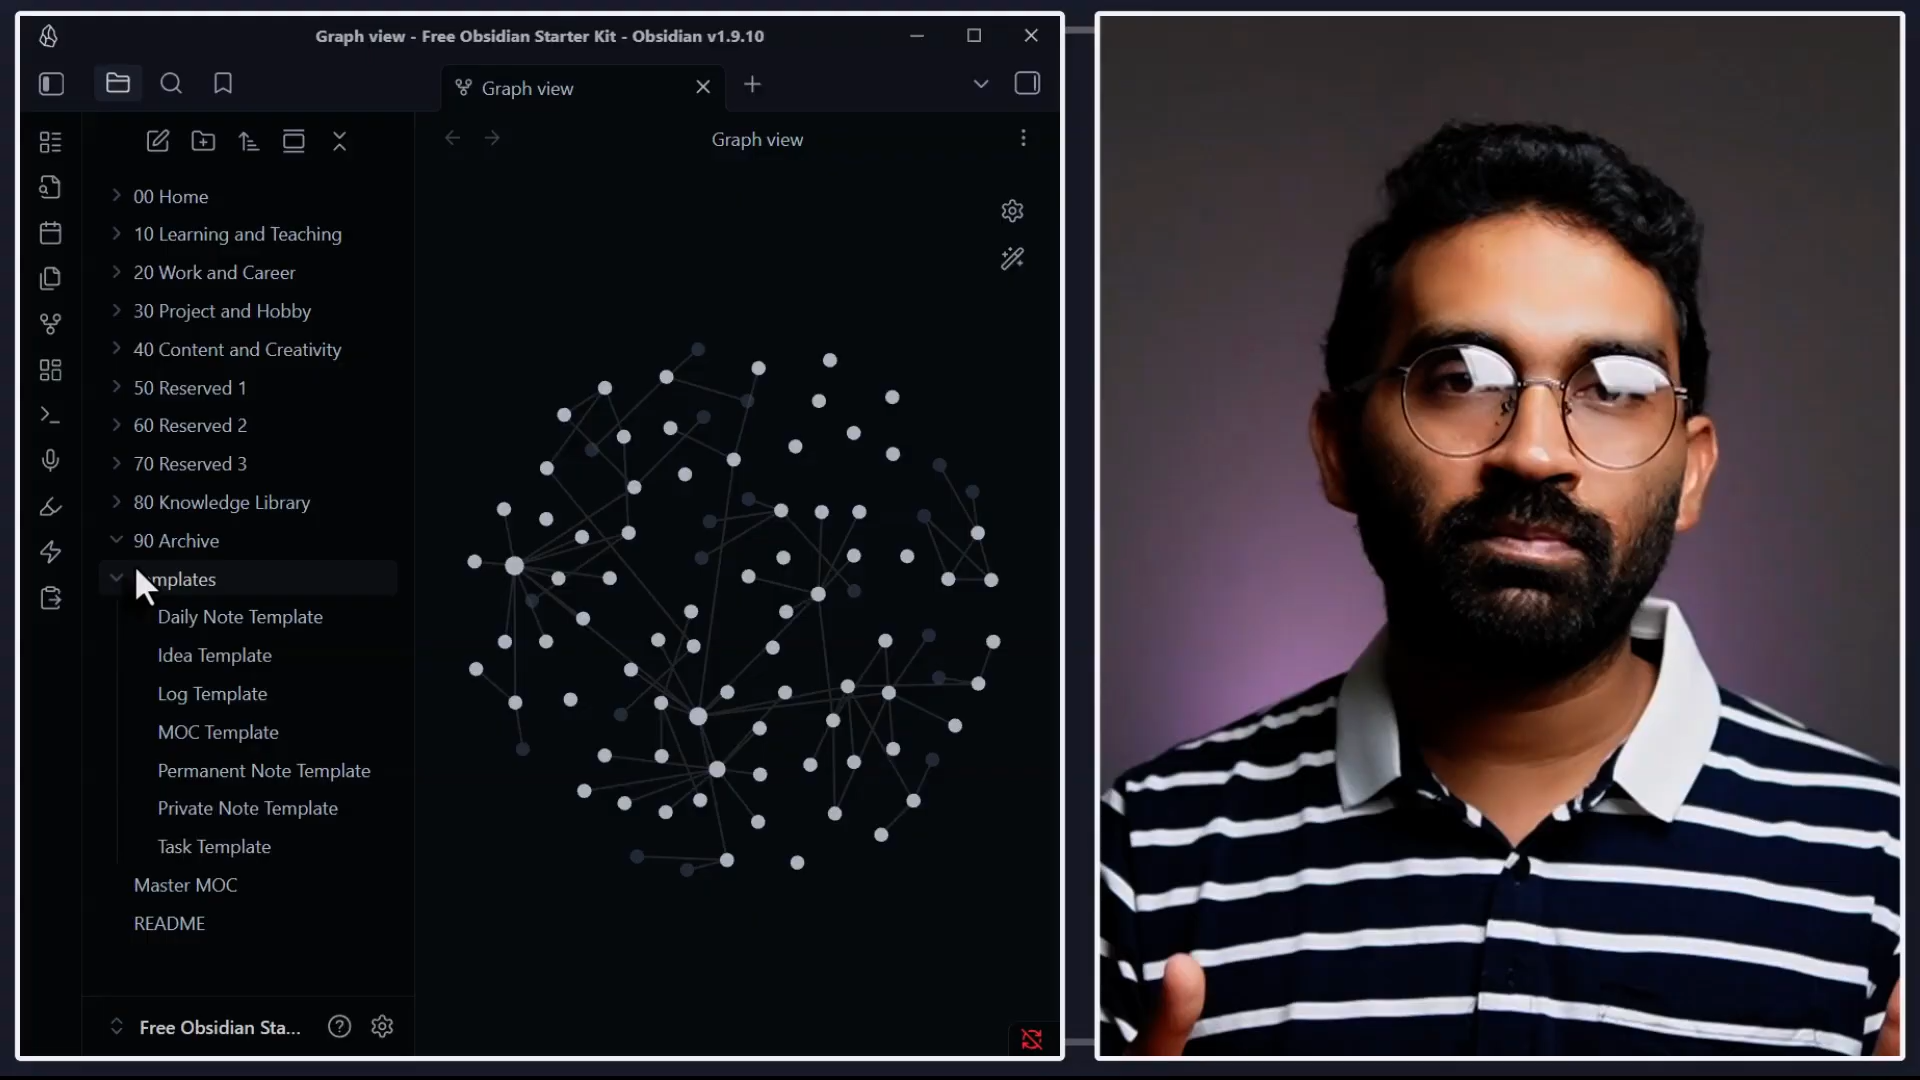 Graph view - Free Obsidian Starter Kit - Obsidian v1.9.10
Graph view
Graph view
00 Home
10 Learning and Teaching
20 Work and Career
30 Project and Hobby
40 Content and Creativity
50 Reserved 1
60 Reserved 2
70 Reserved 3
80 Knowledge Library
90 Archive
Daily Note Template
Idea Template
Log Template
MOC Template
Permanent Note Template
Private Note Template
Task Template
Master MOC
README
Free Obsidian Sta...